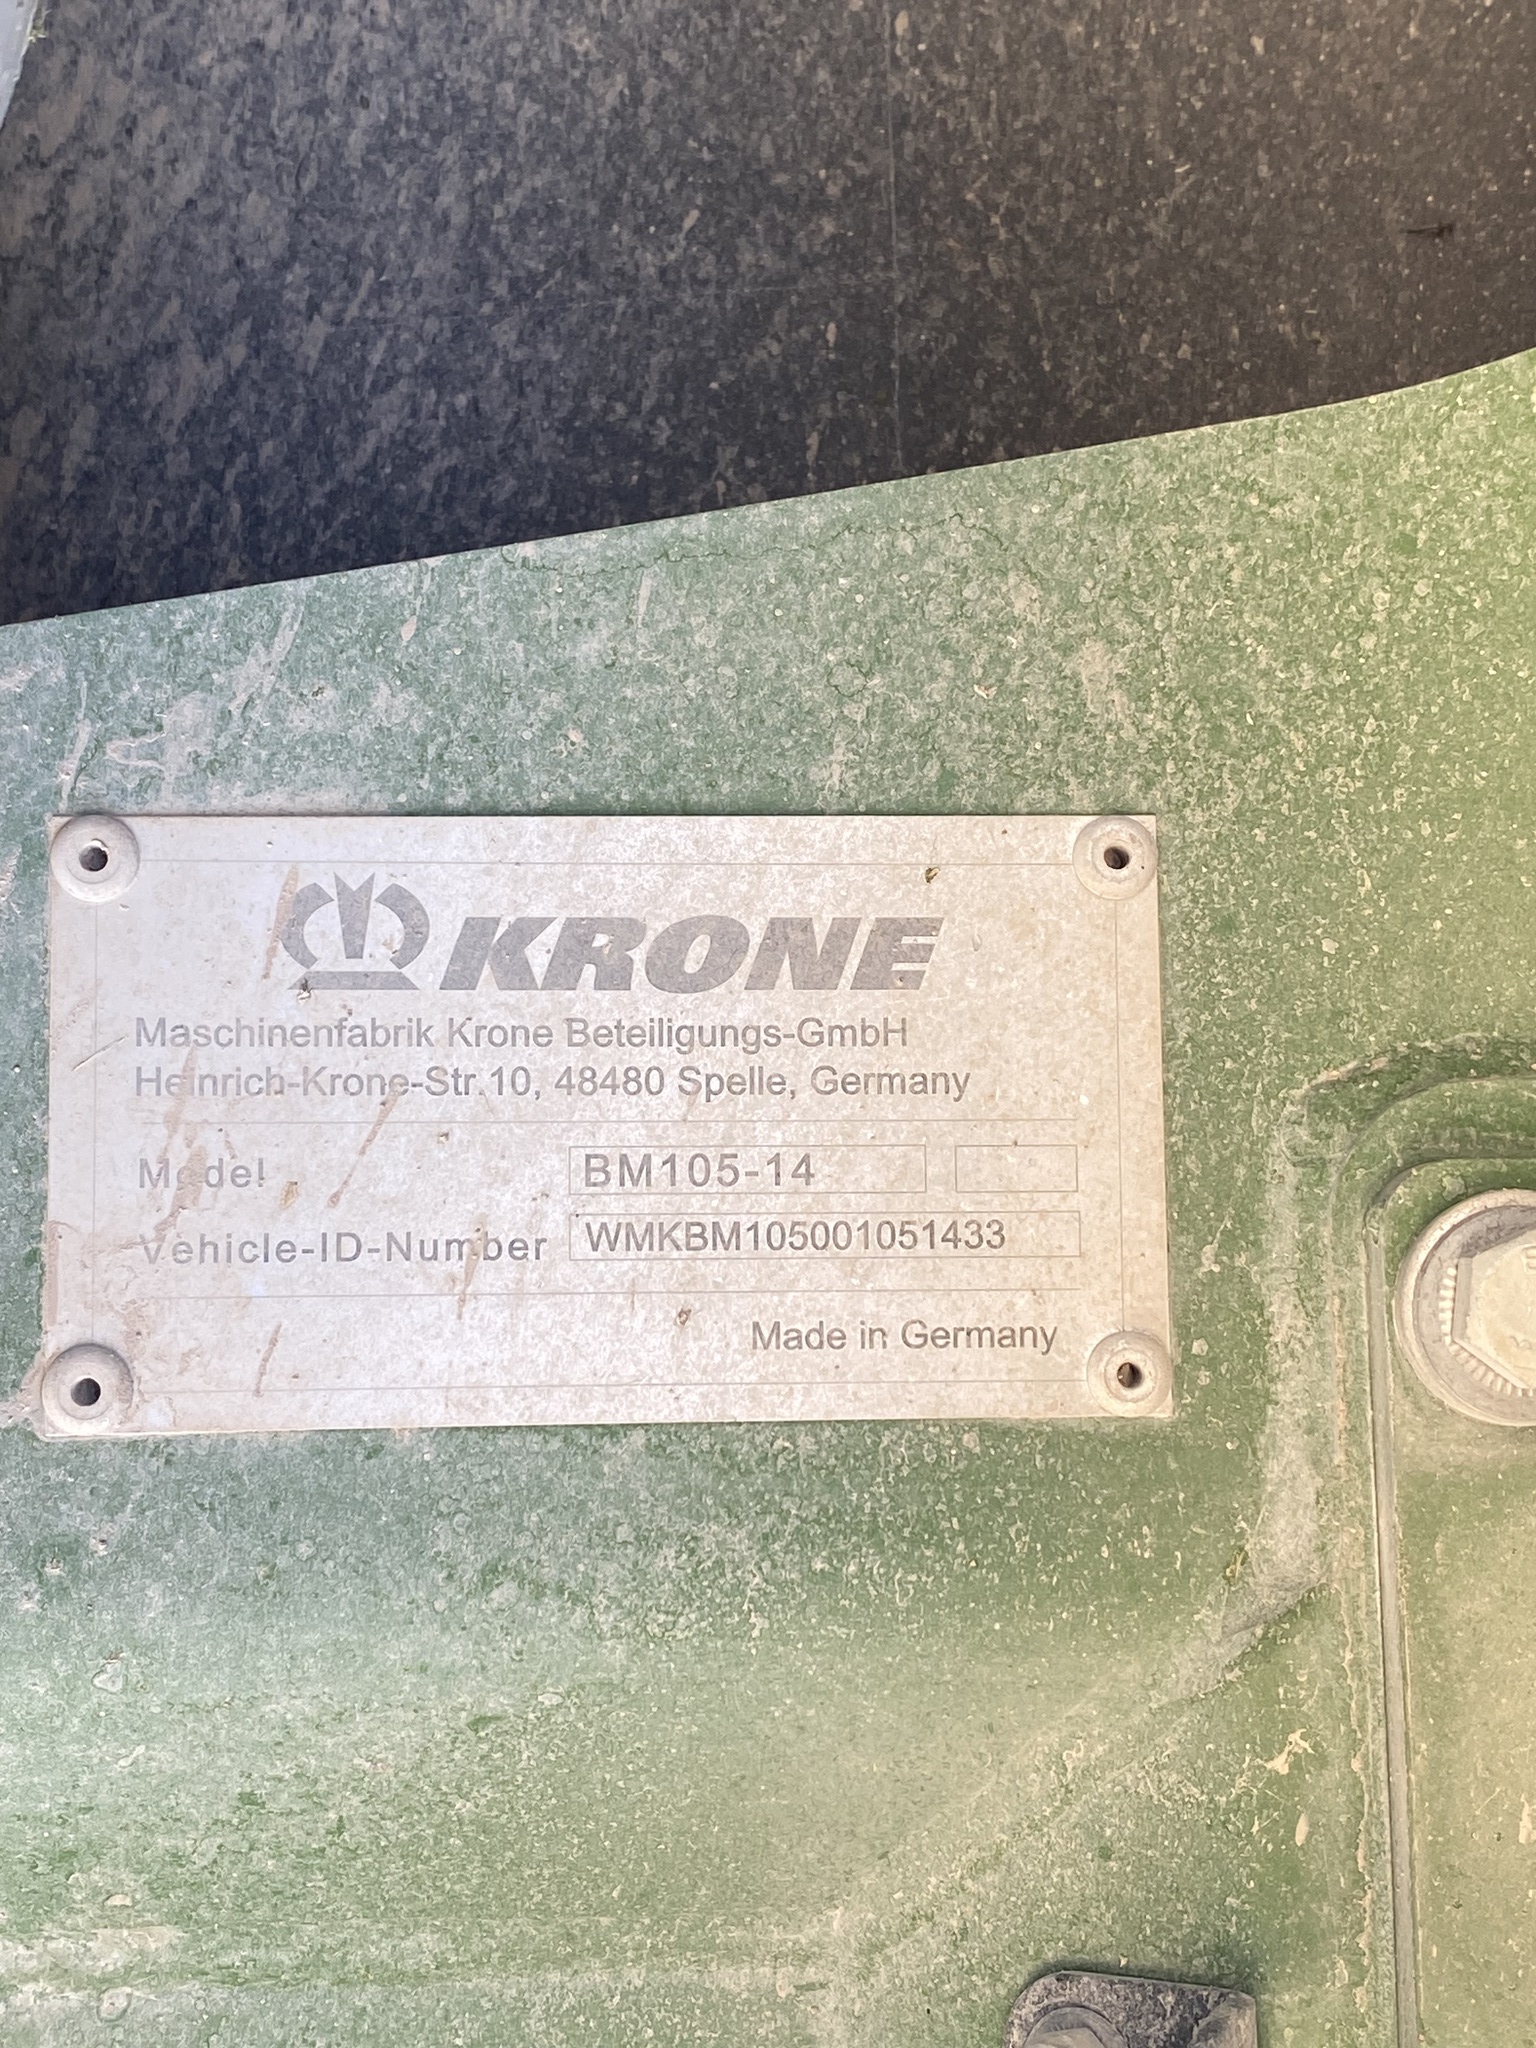 KRONE
Maschinenfabrik Krone Beteiligungs-GmbH
Heinrich-Krone-Str.10, 48480 Spelle, Germany
Model BM105-14
Vehicle-ID-Number WMKBM105001051433
Made in Germany